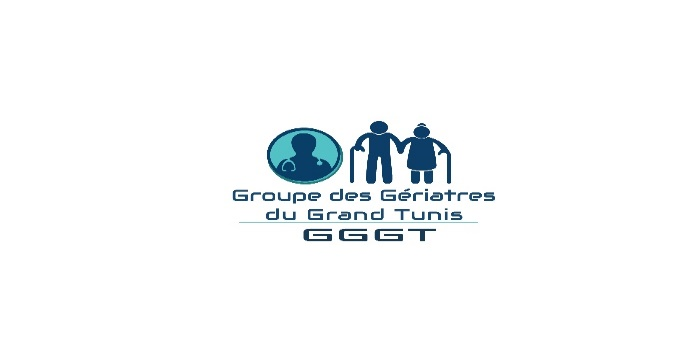 Groupe des Gériatres
du Grand Tunis
GGGT